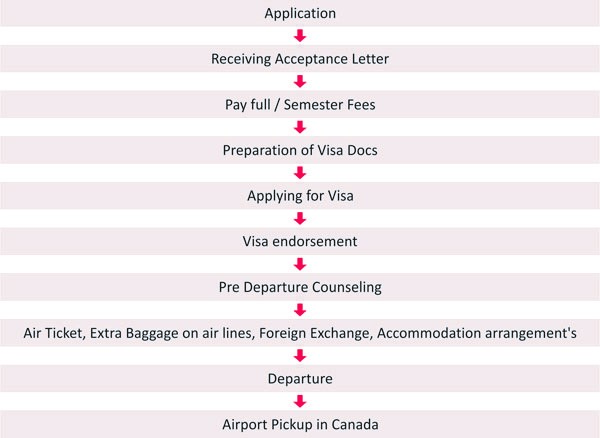 Application
Receiving Acceptance Letter
Pay full / Semester Fees
Preparation of Visa Docs
Applying for Visa
Visa endorsement
Pre Departure Counseling
Air Ticket, Extra Baggage on air lines, Foreign Exchange, Accommodation arrangement's
Departure
Airport Pickup in Canada